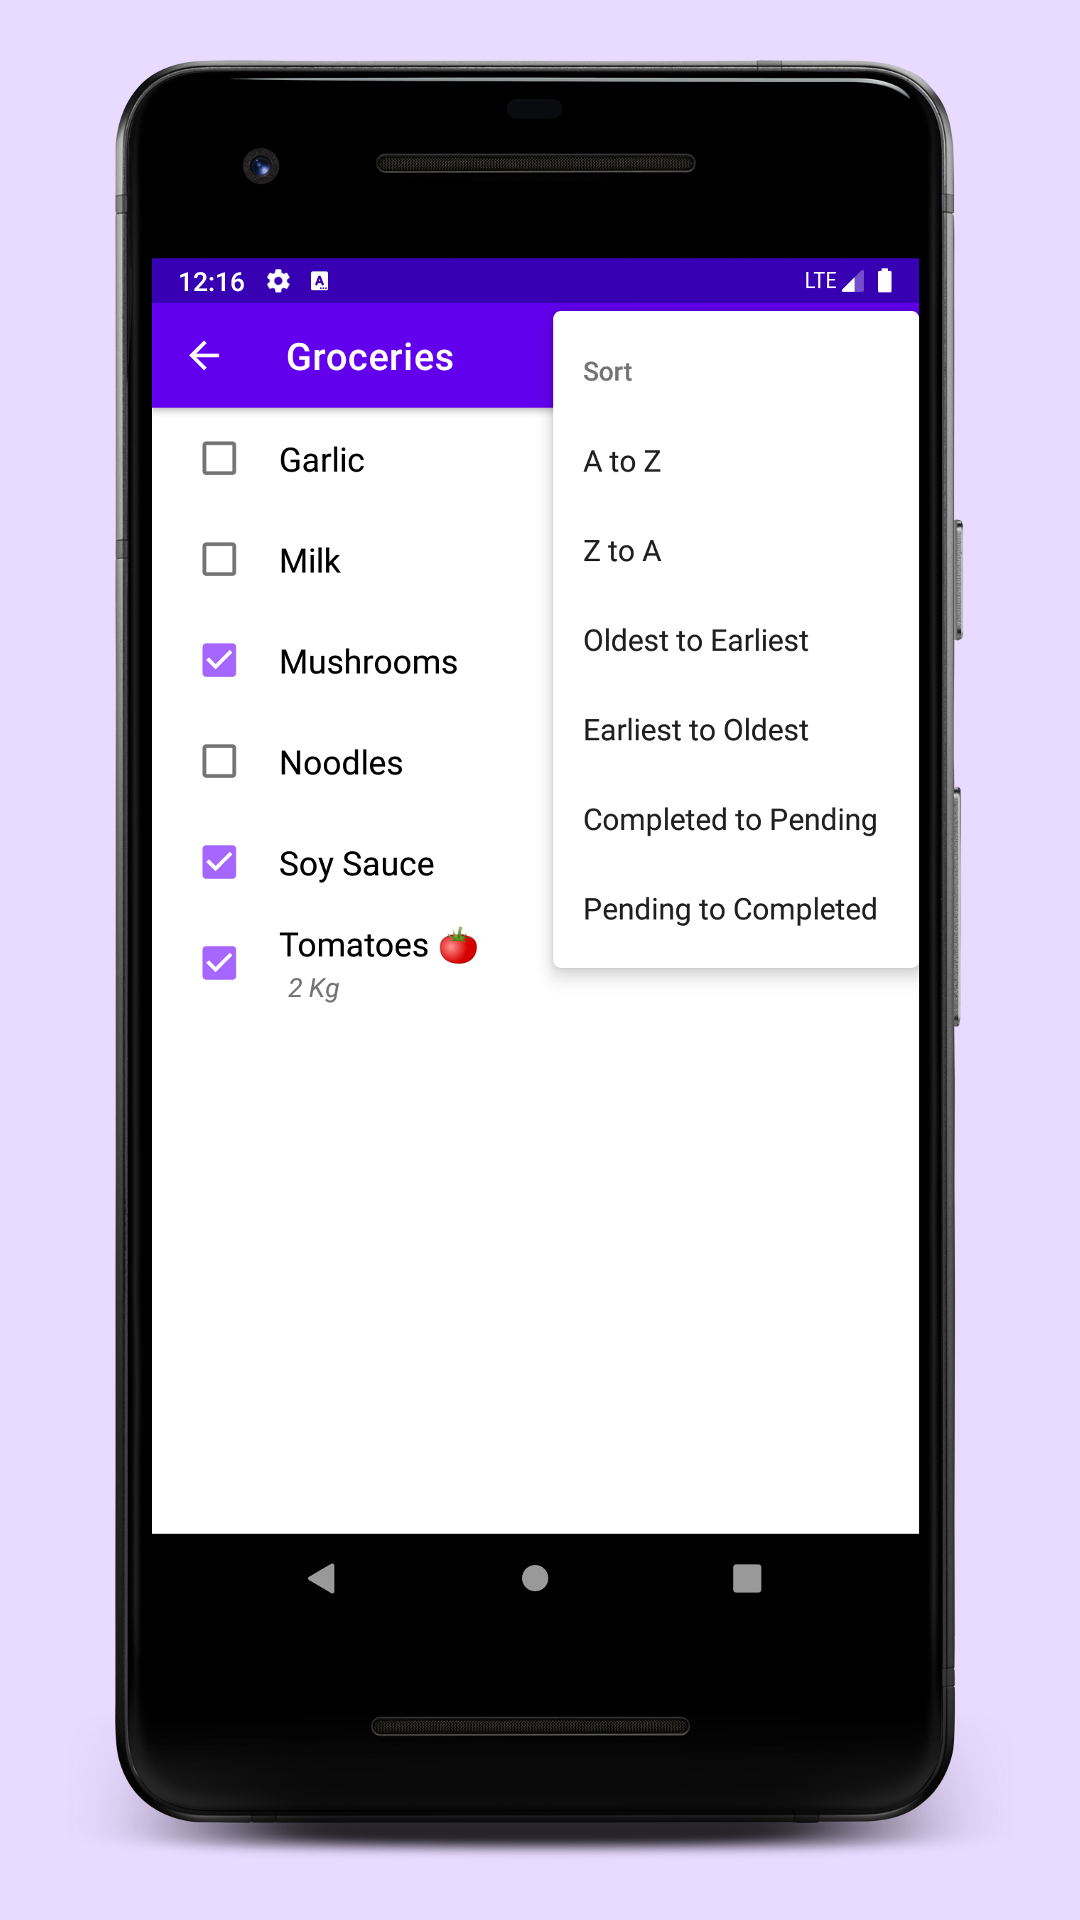 12:16
LTE
Groceries
Sort
A to Z
Z to A
Oldest to Earliest
Earliest to Oldest
Completed to Pending
Pending to Completed
Garlic
Milk
Mushrooms
Noodles
Soy Sauce
Tomatoes 🍅
2 Kg